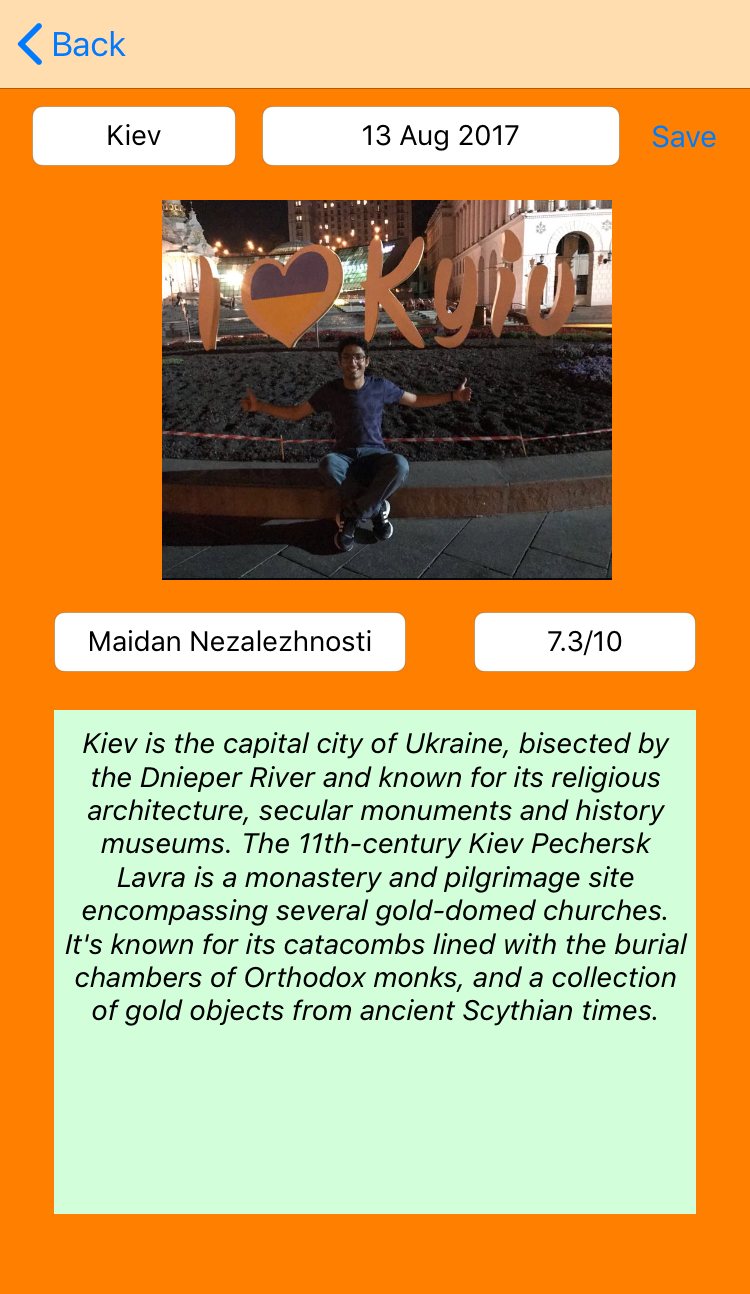 Back
Kiev
13 Aug 2017
Save
I Kyiv
Maidan Nezalezhnosti
7.3/10
Kiev is the capital city of Ukraine, bisected by
the Dnieper River and known for its religious
architecture, secular monuments and history
museums. The 11th-century Kiev Pechersk
Lavra is a monastery and pilgrimage site
encompassing several gold-domed churches.
It's known for its catacombs lined with the burial
chambers of Orthodox monks, and a collection
of gold objects from ancient Scythian times.